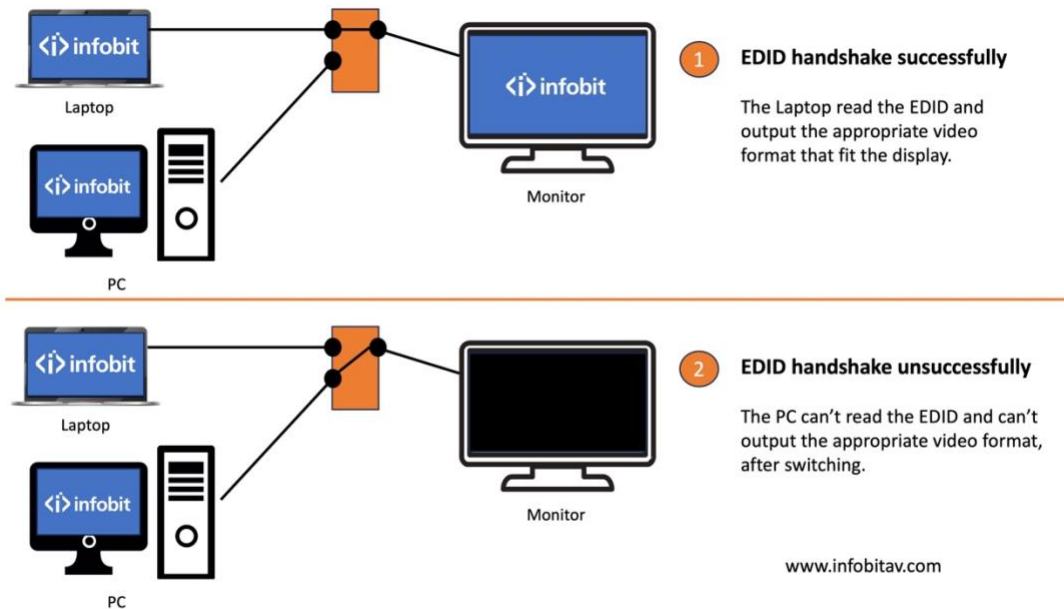 <i> infobit
Laptop
<i> infobit
PC
<i> infobit
Monitor
1
EDID handshake successfully
The Laptop read the EDID and
output the appropriate video
format that fit the display.
<i> infobit
Laptop
<i> infobit
PC
Monitor
2
EDID handshake unsuccessfully
The PC can’t read the EDID and can’t
output the appropriate video format,
after switching.
www.infobitav.com